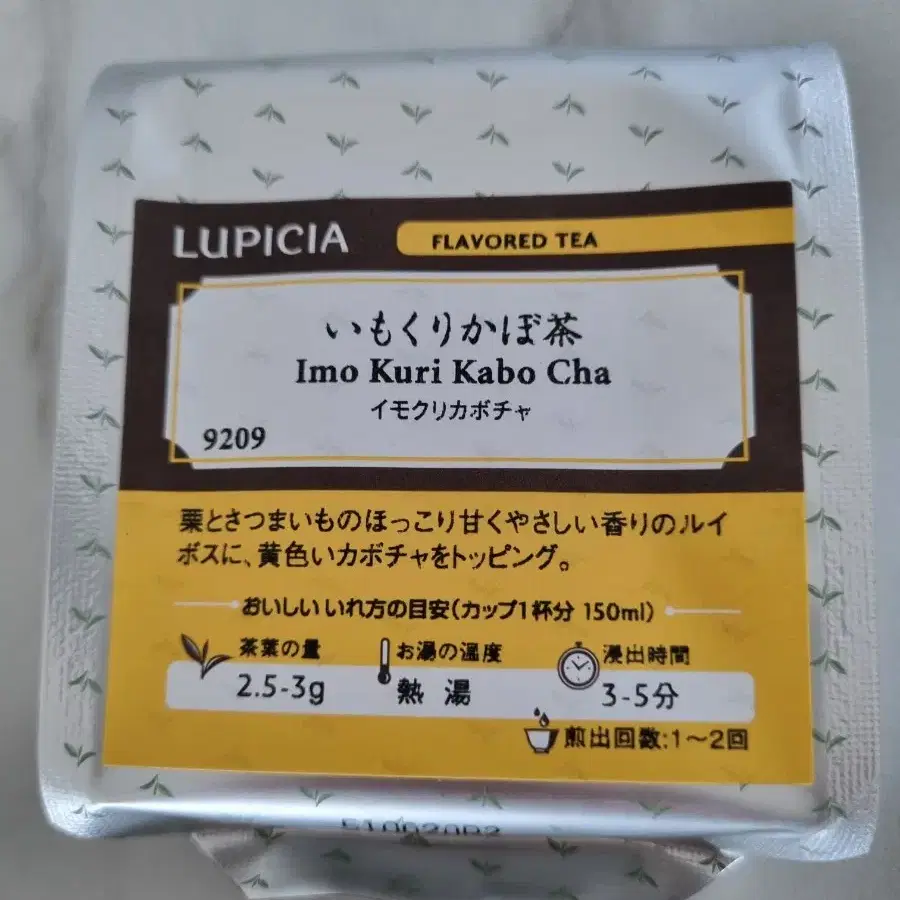 LUPICIA
FLAVORED TEA
いもくりかぼ茶
Imo Kuri Kabo Cha
イモクリカボチャ
9209
栗とさつまいものほっこり甘くやさしい香りのルイ
ボスに、黄色いカボチャをトッピング。
おいしいいれ方の目安(カップ1杯分 150ml)
茶葉の量 お湯の温度 浸出時間
2.5-3g 熱湯 3-5分
煎出回数:1〜2回